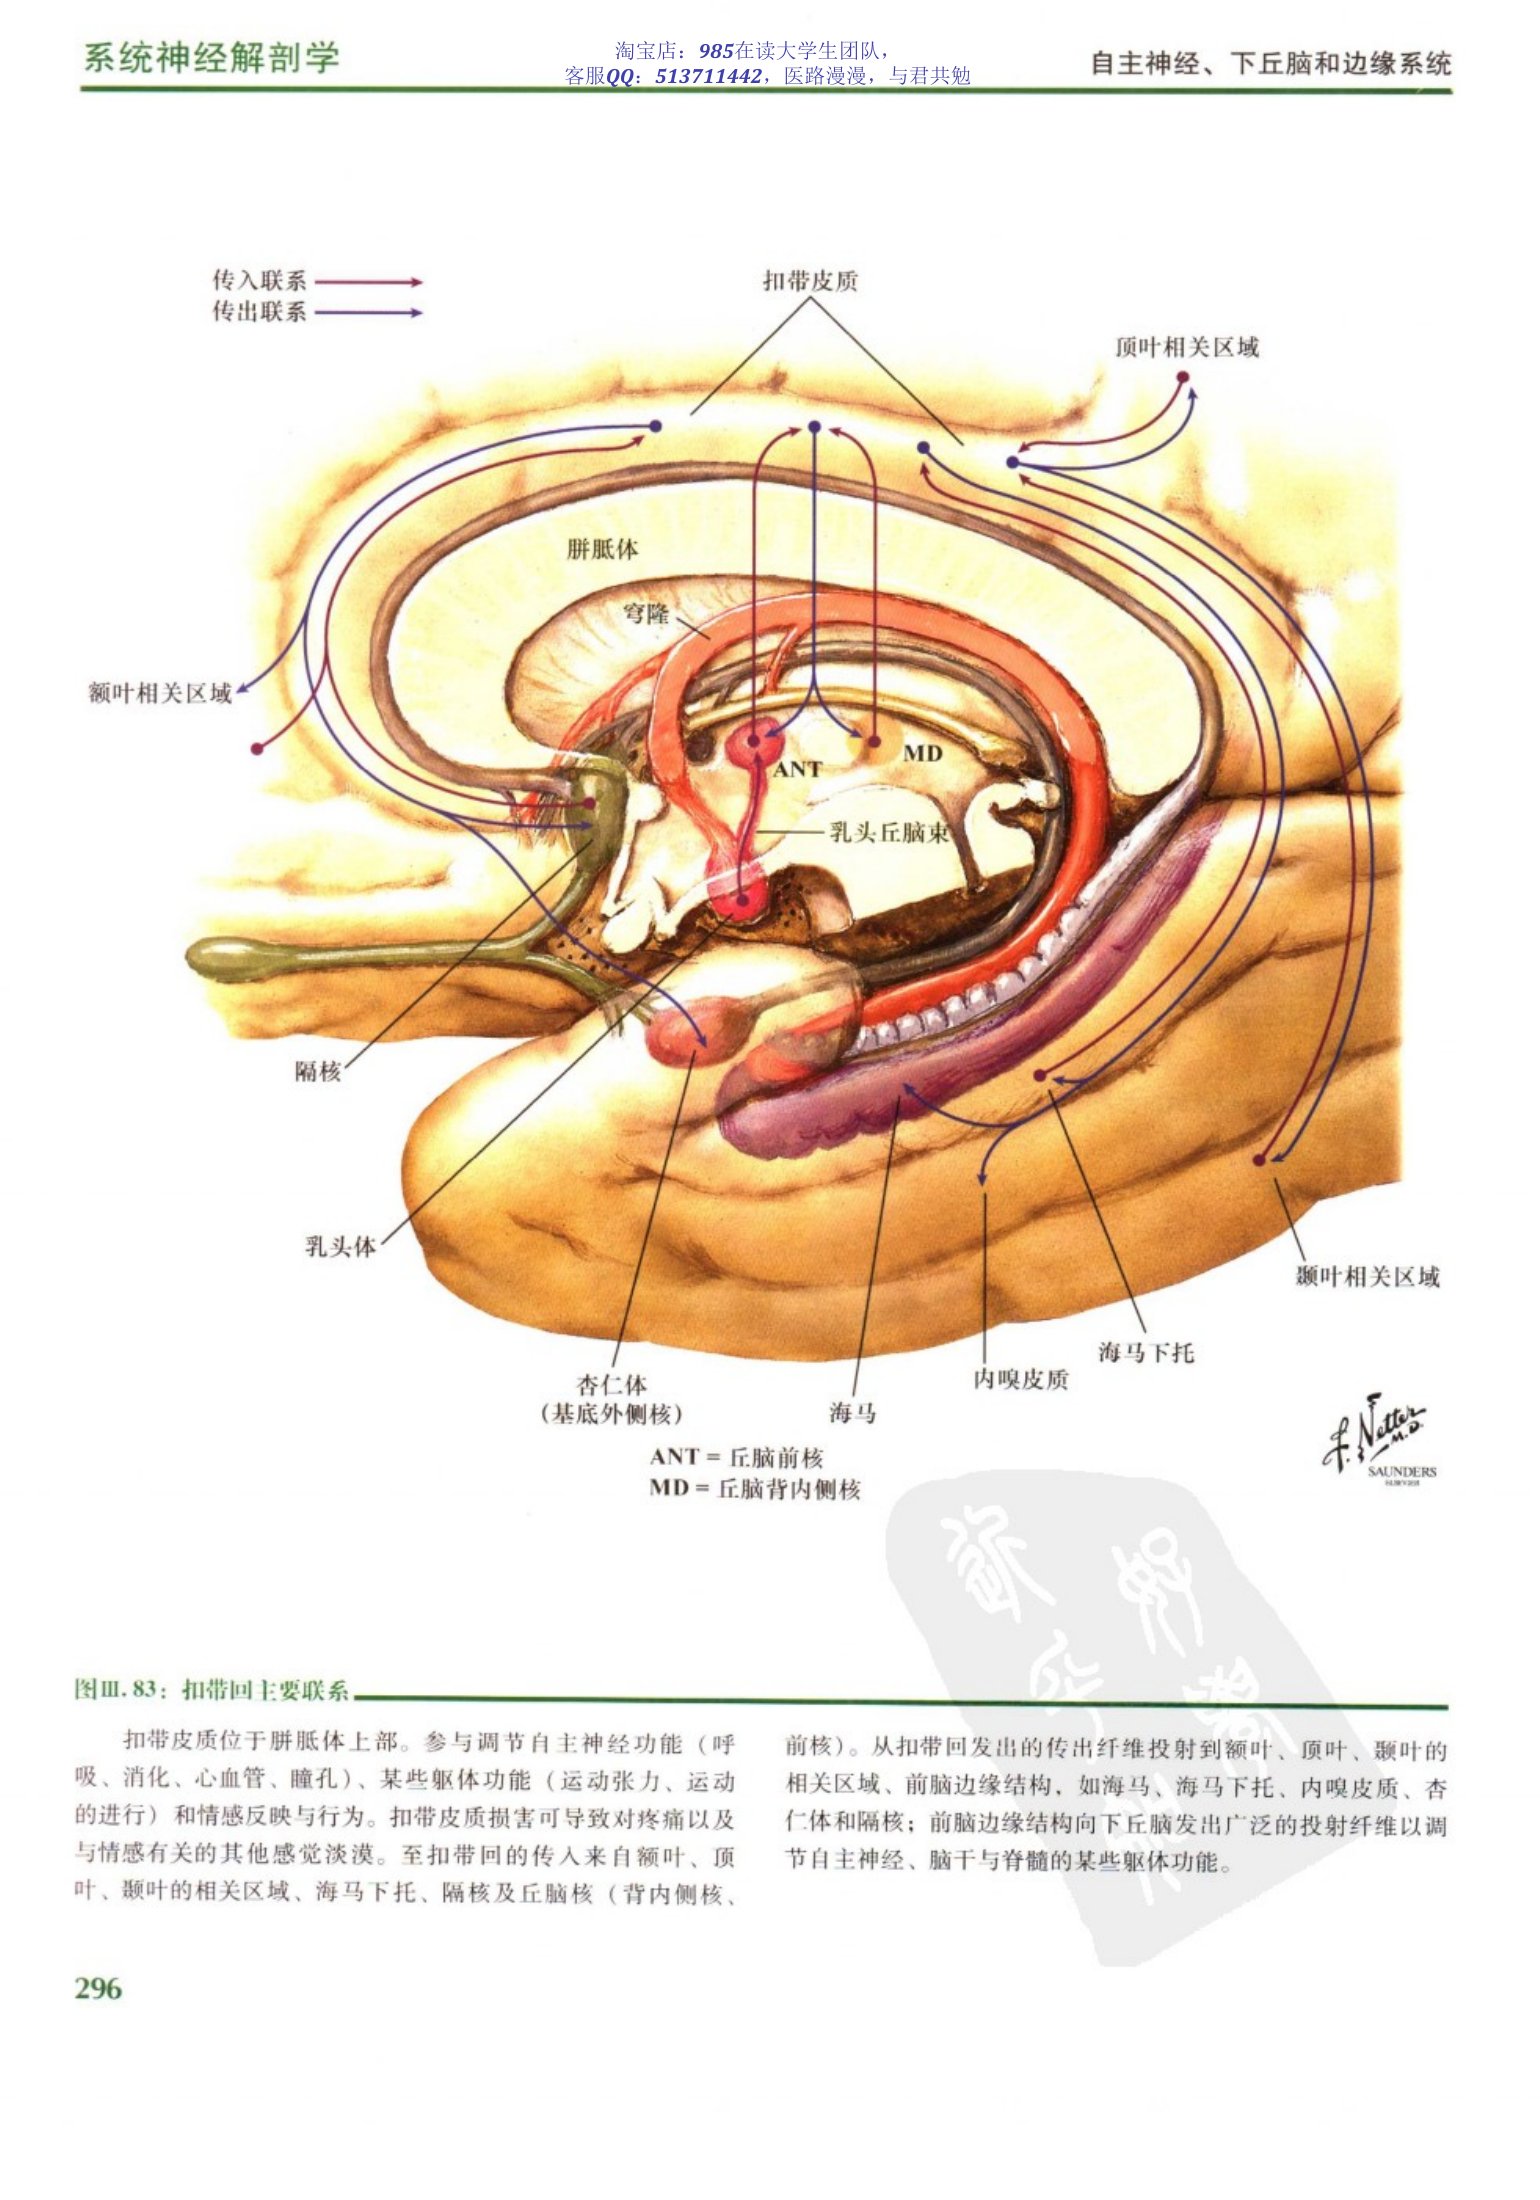 系统神经解剖学
淘宝店：985在读大学生团队，
客服QQ：513711442，医路漫漫，与君共勉
自主神经、下丘脑和边缘系统
传入联系
传出联系
扣带皮质
顶叶相关区域
胼胝体
穹隆
额叶相关区域
ANT
MD
乳头丘脑束
隔核
乳头体
颞叶相关区域
海马下托
内嗅皮质
杏仁体
（基底外侧核）
海马
ANT = 丘脑前核
MD = 丘脑背内侧核
F. Netter M.D.
SAUNDERS
ELSEVIER
图Ⅲ.83：扣带回主要联系
扣带皮质位于胼胝体上部。参与调节自主神经功能（呼
吸、消化、心血管、瞳孔）、某些躯体功能（运动张力、运动
的进行）和情感反映与行为。扣带皮质损害可导致对疼痛以及
与情感有关的其他感觉淡漠。至扣带回的传入来自额叶、顶
叶、颞叶的相关区域、海马下托、隔核及丘脑核（背内侧核、
前核）。从扣带回发出的传出纤维投射到额叶、顶叶、颞叶的
相关区域、前脑边缘结构，如海马、海马下托、内嗅皮质、杏
仁体和隔核；前脑边缘结构向下丘脑发出广泛的投射纤维以调
节自主神经、脑干与脊髓的某些躯体功能。
296